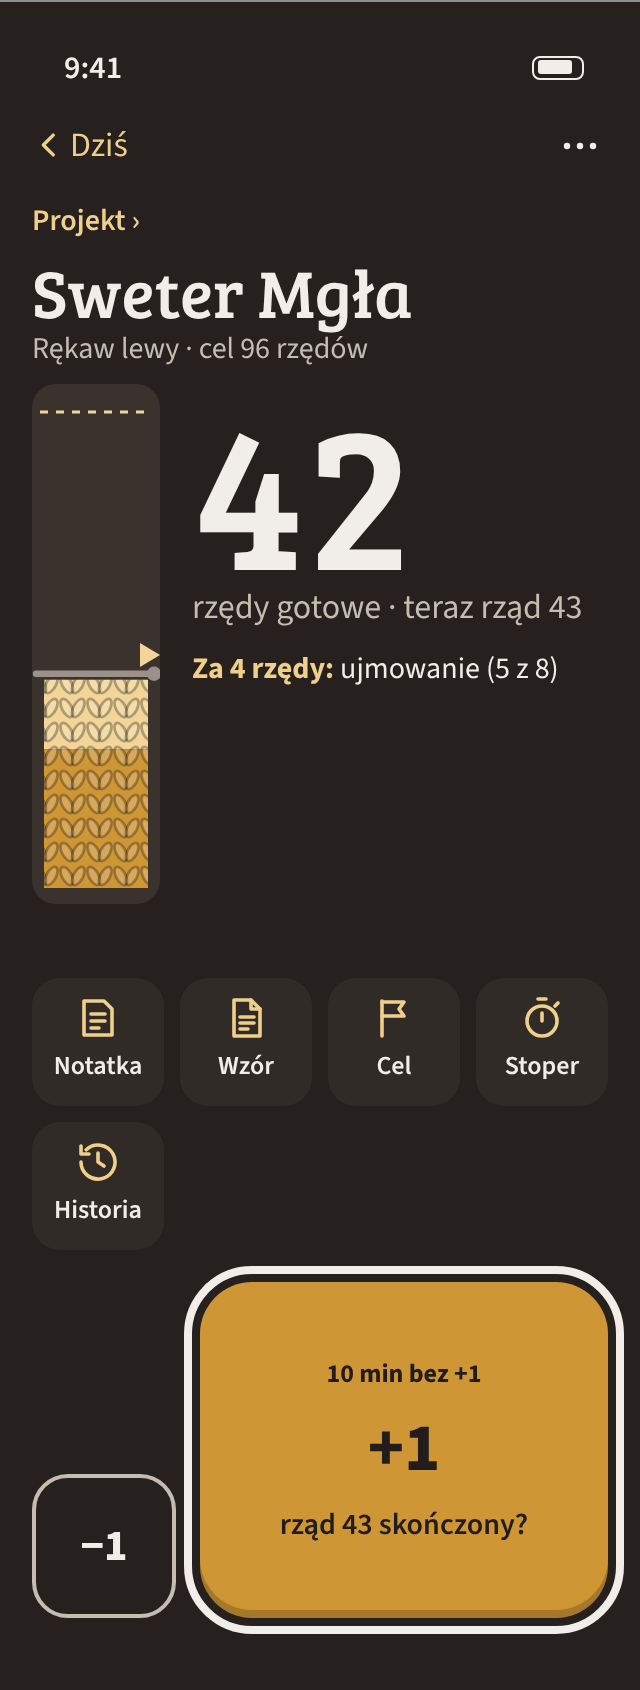 9:41
Dziś
Projekt ›
Sweter Mgła
Rękaw lewy · cel 96 rzędów
42
rzędy gotowe · teraz rząd 43
Za 4 rzędy: ujmowanie (5 z 8)
Notatka
Wzór
Cel
Stoper
Historia
10 min bez +1
+1
rząd 43 skończony?
−1